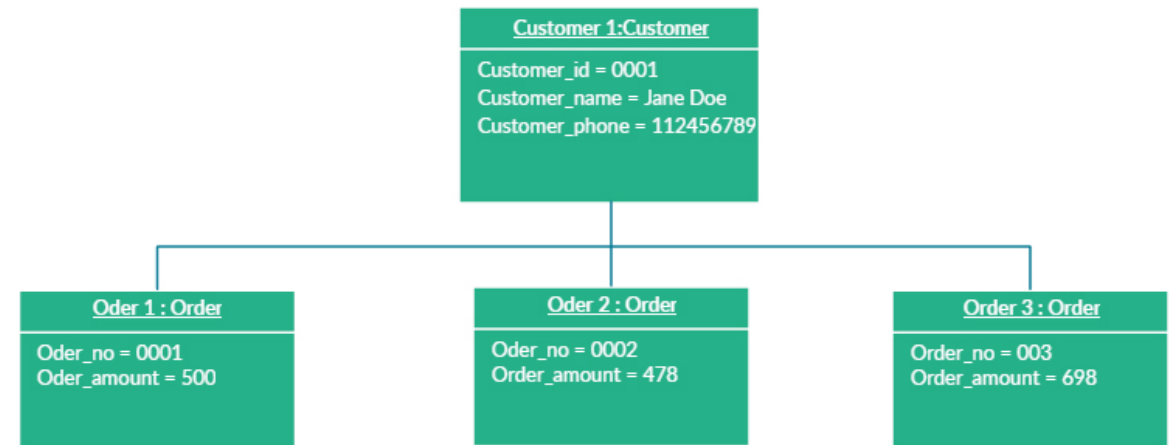 Customer 1:Customer
Customer_id = 0001
Customer_name = Jane Doe
Customer_phone = 112456789
Oder 1 : Order
Oder_no = 0001
Oder_amount = 500
Oder 2 : Order
Oder_no = 0002
Order_amount = 478
Order 3 : Order
Order_no = 003
Order_amount = 698